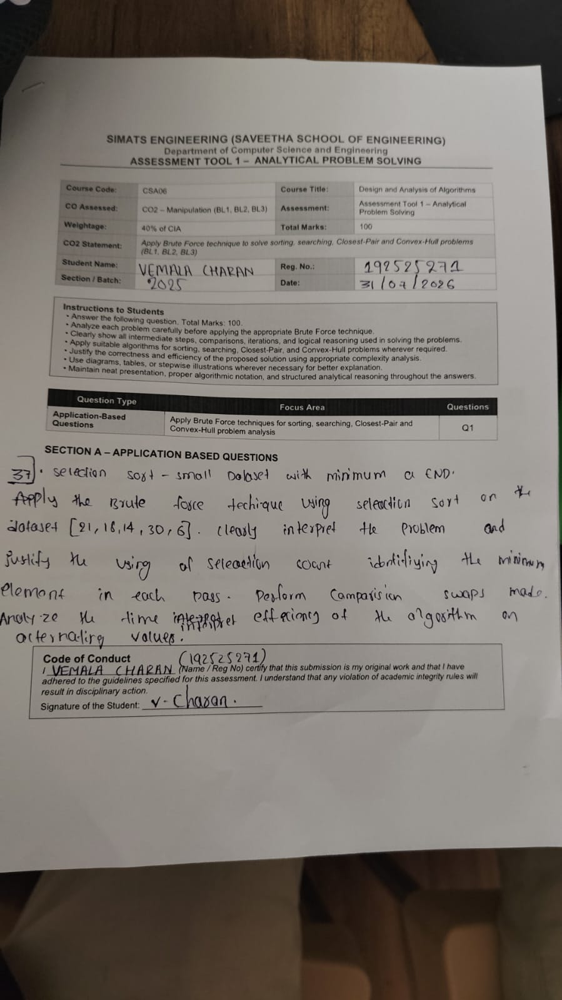 SIMATS ENGINEERING (SAVEETHA SCHOOL OF ENGINEERING)
Department of Computer Science and Engineering
ASSESSMENT TOOL 1 – ANALYTICAL PROBLEM SOLVING
Course Code: CSA06 Course Title: Design and Analysis of Algorithms
CO Assessed: CO2 – Manipulation (BL1, BL2, BL3) Assessment: Assessment Tool 1 – Analytical Problem Solving
Weightage: 40% of CIA Total Marks: 100
CO2 Statement: Apply Brute Force technique to solve sorting, searching, Closest-Pair and Convex-Hull problems
(BL1, BL2, BL3)
Student Name: VEMALA CHARAN Reg. No.: 192525271
Section / Batch: 2025 Date: 31/07/2026
Instructions to Students
• Answer the following question. Total Marks: 100.
• Analyze each problem carefully before applying the appropriate Brute Force technique.
• Clearly show all intermediate steps, comparisons, iterations, and logical reasoning used in solving the problems.
• Apply suitable algorithms for sorting, searching, Closest-Pair, and Convex-Hull problems wherever required.
• Justify the correctness and efficiency of the proposed solution using appropriate complexity analysis.
• Use diagrams, tables, or stepwise illustrations wherever necessary for better explanation.
• Maintain neat presentation, proper algorithmic notation, and structured analytical reasoning throughout the answers.
Question Type Focus Area Questions
Application-Based Questions Apply Brute Force techniques for sorting, searching, Closest-Pair and Convex-Hull problem analysis Q1
SECTION A – APPLICATION BASED QUESTIONS
37. selection sort - small Dataset with minimum a END.
Apply the Brute force techique using seleaction sort on the
dataset [21, 18, 14, 30, 6]. clearly interpret the problem and
justify the using of seleaction the minimum
element in each pass. Perform swaps made.
Analyze the time effeciency of the algorithm on
alternating values.
Code of Conduct (192525271)
I VEMALA CHARAN (Name / Reg No) certify that this submission is my original work and that I have
adhered to the guidelines specified for this assessment. I understand that any violation of academic integrity rules will
result in disciplinary action.
Signature of the Student: V. Charan.